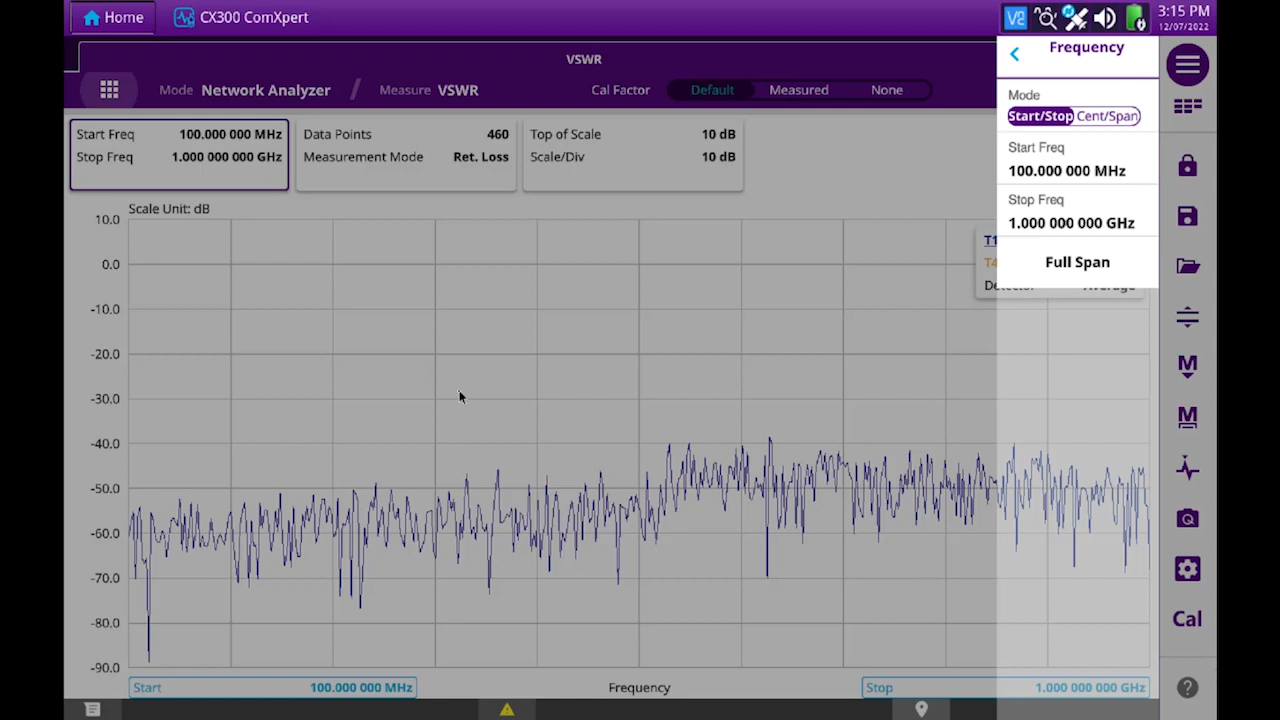 Home
CX300 ComXpert
3:15 PM
12/07/2022
VSWR
Mode Network Analyzer / Measure VSWR
Cal Factor Default Measured None
Start Freq 100.000 000 MHz
Stop Freq 1.000 000 000 GHz
Data Points 460
Measurement Mode Ret. Loss
Top of Scale 10 dB
Scale/Div 10 dB
Scale Unit: dB
10.0
0.0
-10.0
-20.0
-30.0
-40.0
-50.0
-60.0
-70.0
-80.0
-90.0
T1
T4
Frequency
Mode
Start/Stop Cent/Span
Start Freq
100.000 000 MHz
Stop Freq
1.000 000 000 GHz
Full Span
Detector Average
Start 100.000 000 MHz
Frequency
Stop 1.000 000 000 GHz
M
M
Cal
?